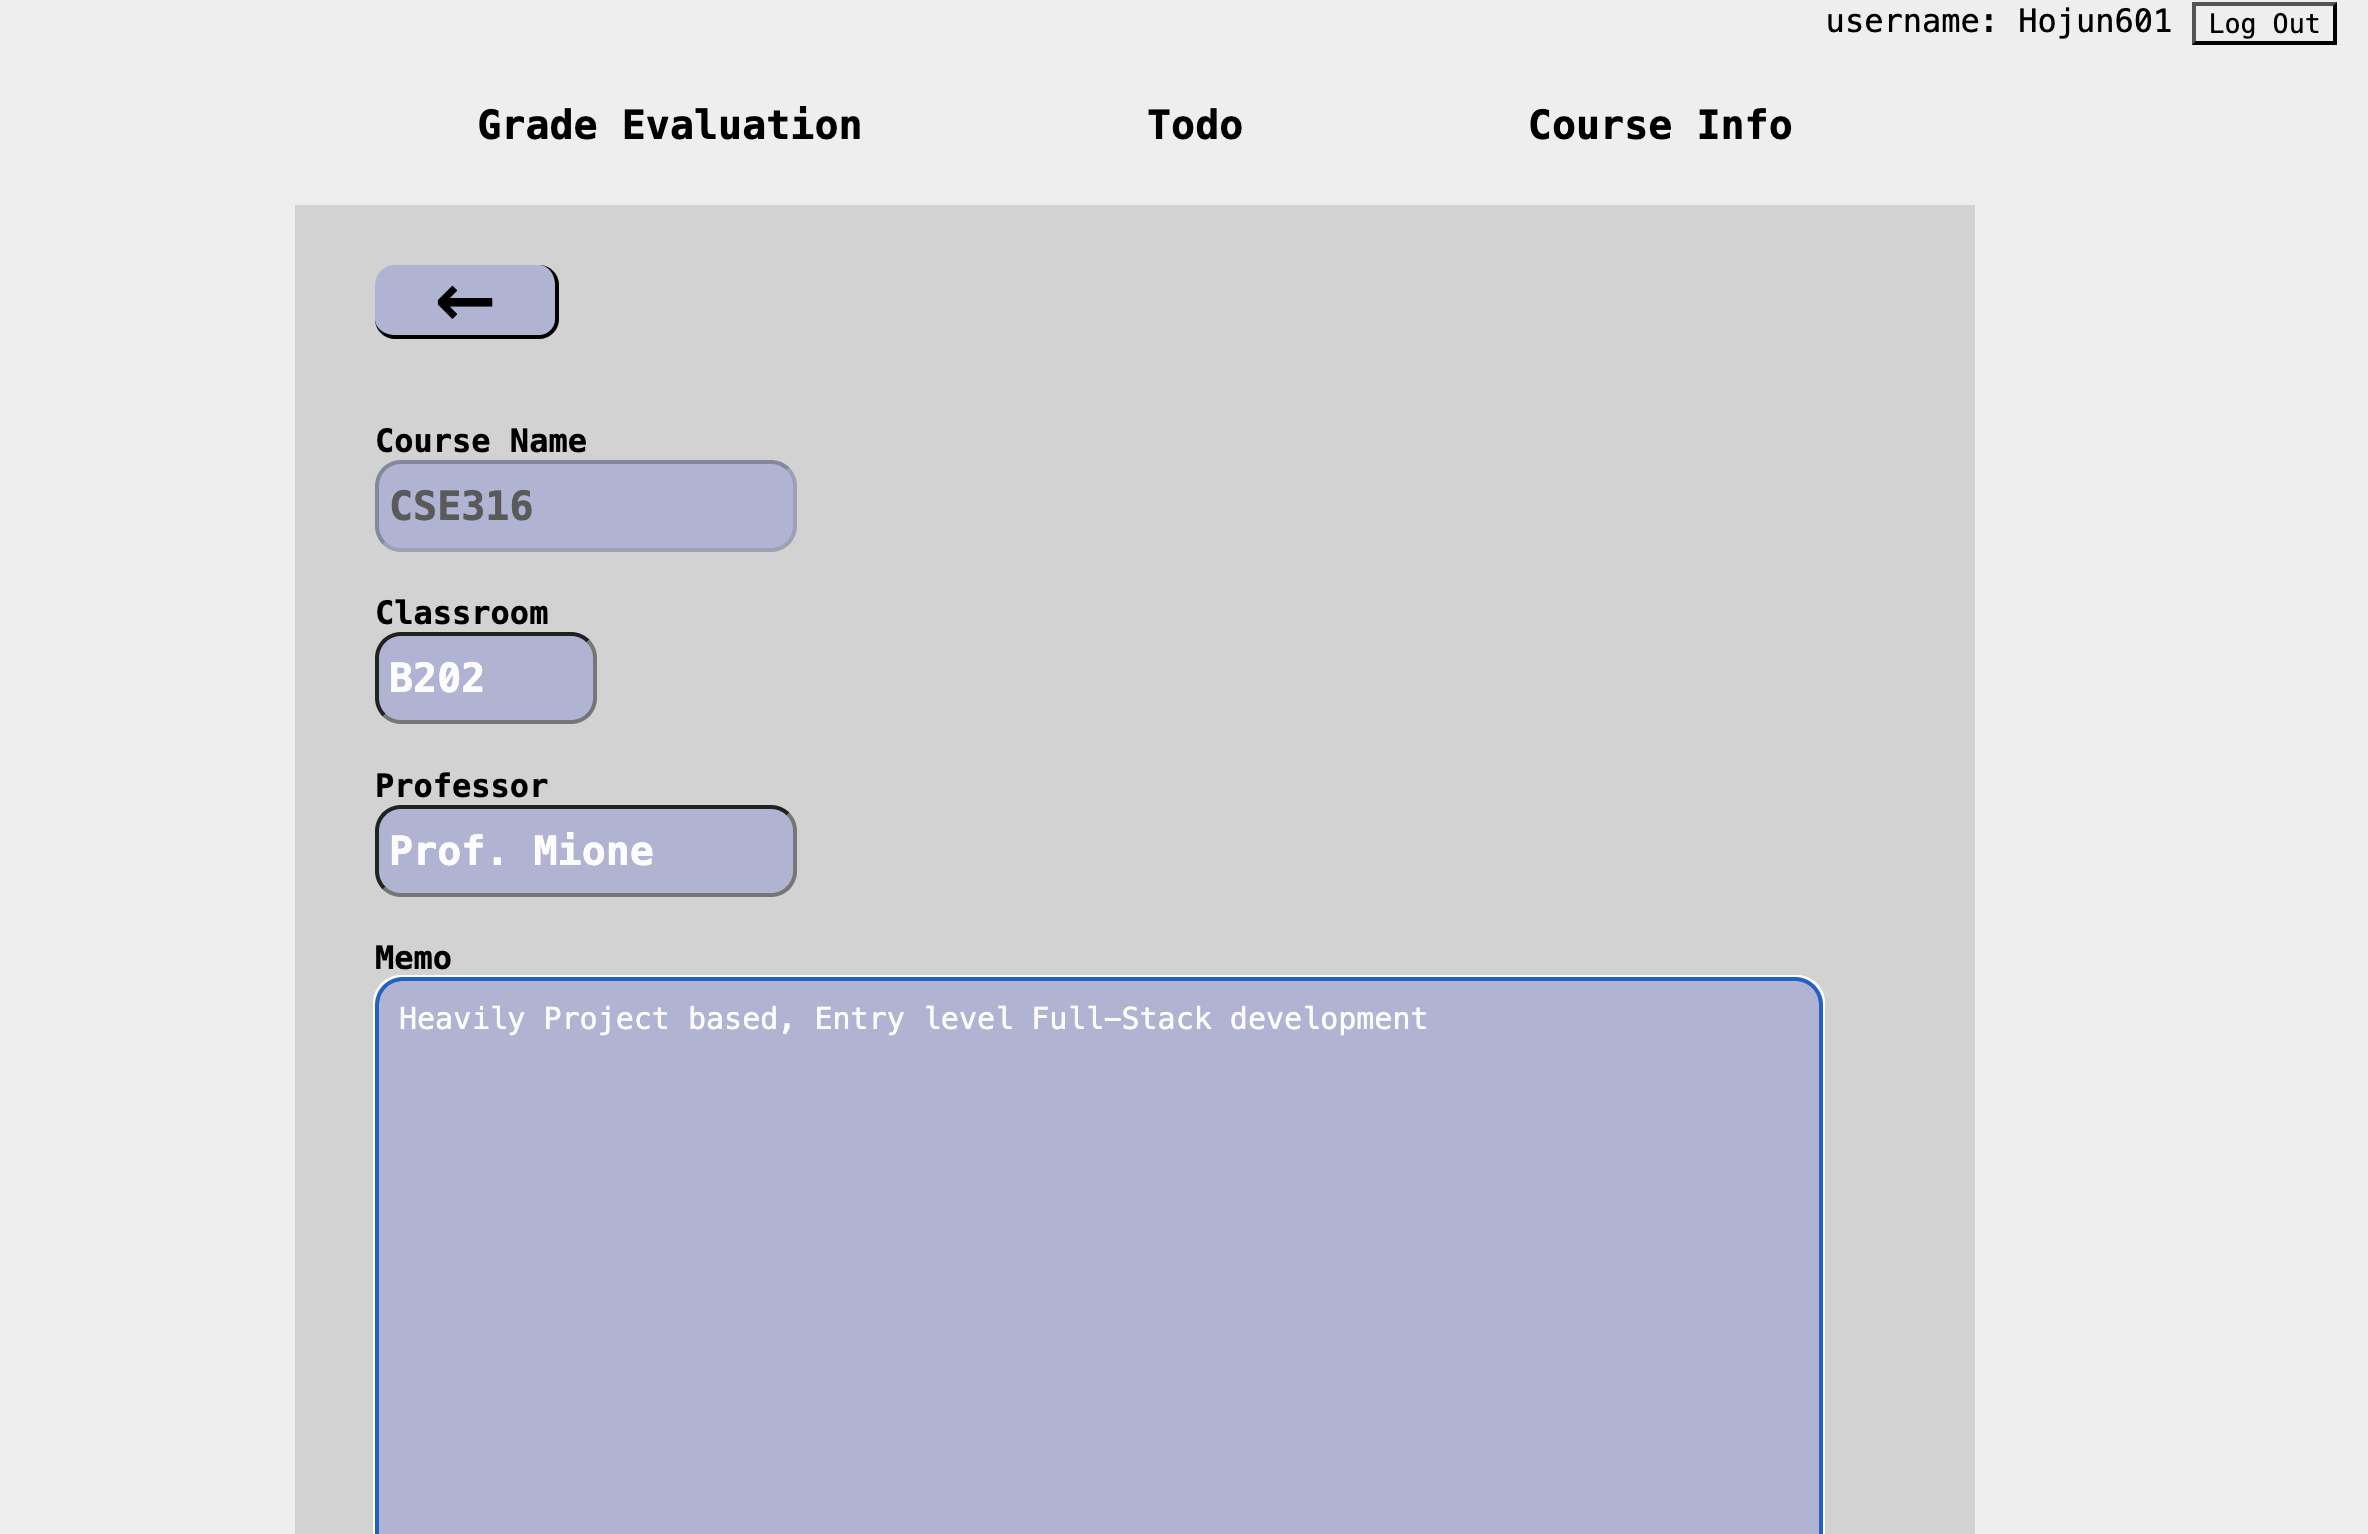 username: Hojun601 Log Out
Grade Evaluation Todo Course Info
←
Course Name
CSE316
Classroom
B202
Professor
Prof. Mione
Memo
Heavily Project based, Entry level Full-Stack development